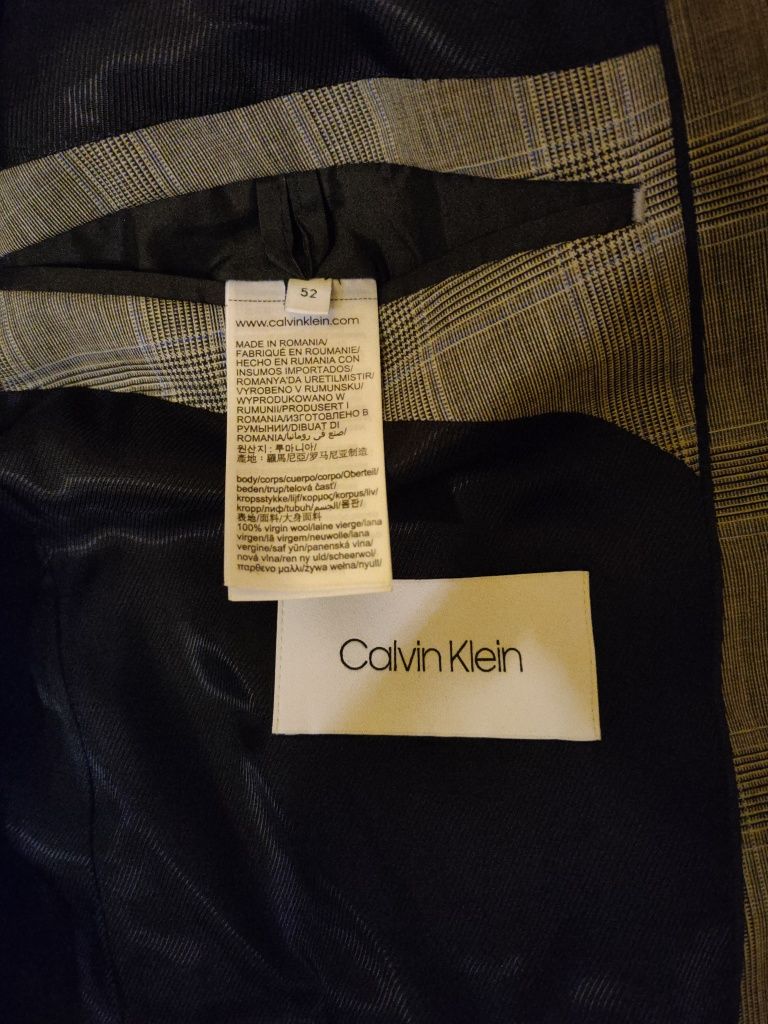 52
www.calvinklein.com
MADE IN ROMANIA/
FABRIQUÉ EN ROUMANIE/
HECHO EN RUMANIA CON
INSUMOS IMPORTADOS/
ROMANYA'DA URETILMISTIR/
VYROBENO V RUMUNSKU/
WYPRODUKOWANO W
RUMUNII/PRODUSERT I
ROMANIA/ИЗГОТОВЛЕНО В
РУМЫНИИ/DIBUAT DI
ROMANIA/صنع في رومانيا/
원산지 : 루마니아/
產地 : 羅馬尼亞/罗马尼亚制造
body/corps/cuerpo/corpo/Oberteil/
beden/trup/telová časť/
kropsstykke/lijf/κορμος/korpus/liv/
kropp/лиф/tubuh/الجسم/몸판/
表地/面料/大身面料
100% virgin wool/laine vierge/lana
virgen/lã virgem/neuwolle/lana
vergine/saf yün/panenská vlna/
nová vlna/ren ny uld/scheerwol/
παρθενο μαλλι/żywa wełna/nyull/
Calvin Klein